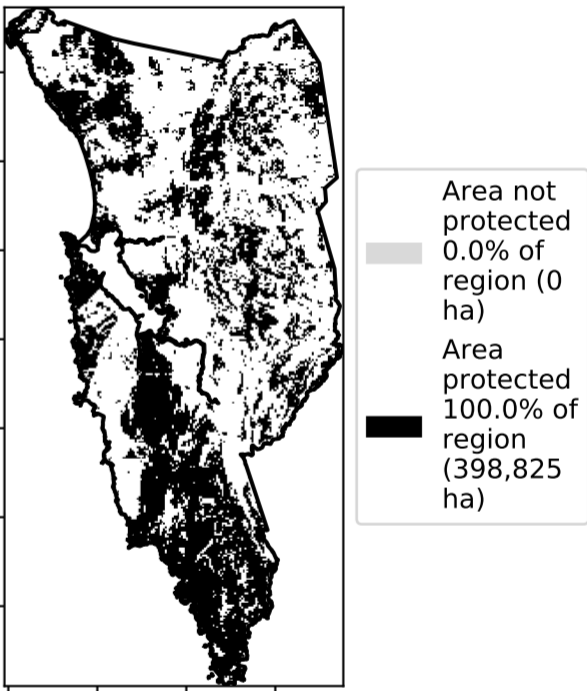 Area not
protected
0.0% of
region (0
ha)
Area
protected
100.0% of
region
(398,825
ha)